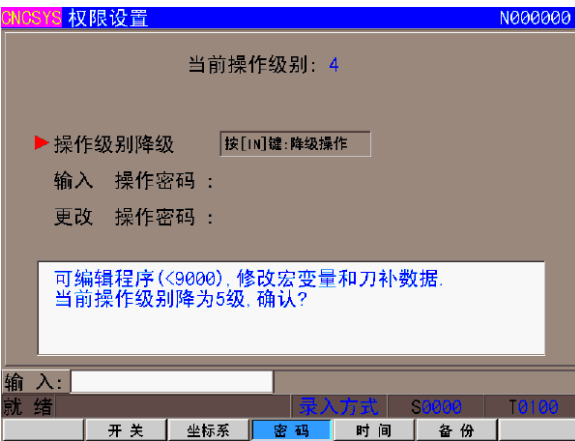 CNCSYS 权限设置 N000000
当前操作级别: 4
操作级别降级 按[IN]键:降级操作
输入 操作密码 :
更改 操作密码 :
可编辑程序(<9000), 修改宏变量和刀补数据.
当前操作级别降为5级, 确认?
输 入:
就 绪 录入方式 S0000 T0100
开 关 坐标系 密 码 时 间 备 份